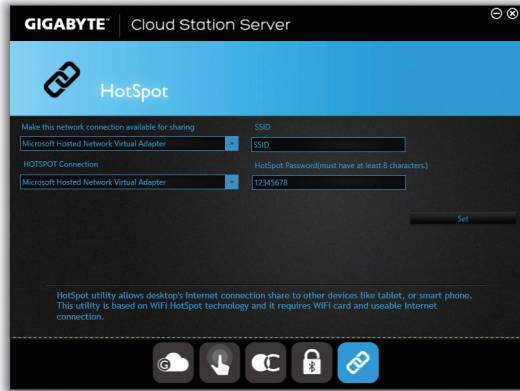 GIGABYTE™ Cloud Station Server
HotSpot
Make this network connection available for sharing
Microsoft Hosted Network Virtual Adapter
SSID
SSID
HOTSPOT Connection
Microsoft Hosted Network Virtual Adapter
HotSpot Password(must have at least 8 characters.)
12345678
Set
HotSpot utility allows desktop's Internet connection share to other devices like tablet, or smart phone.
This utility is based on WiFi HotSpot technology and it requires WiFi card and useable Internet
connection.
G